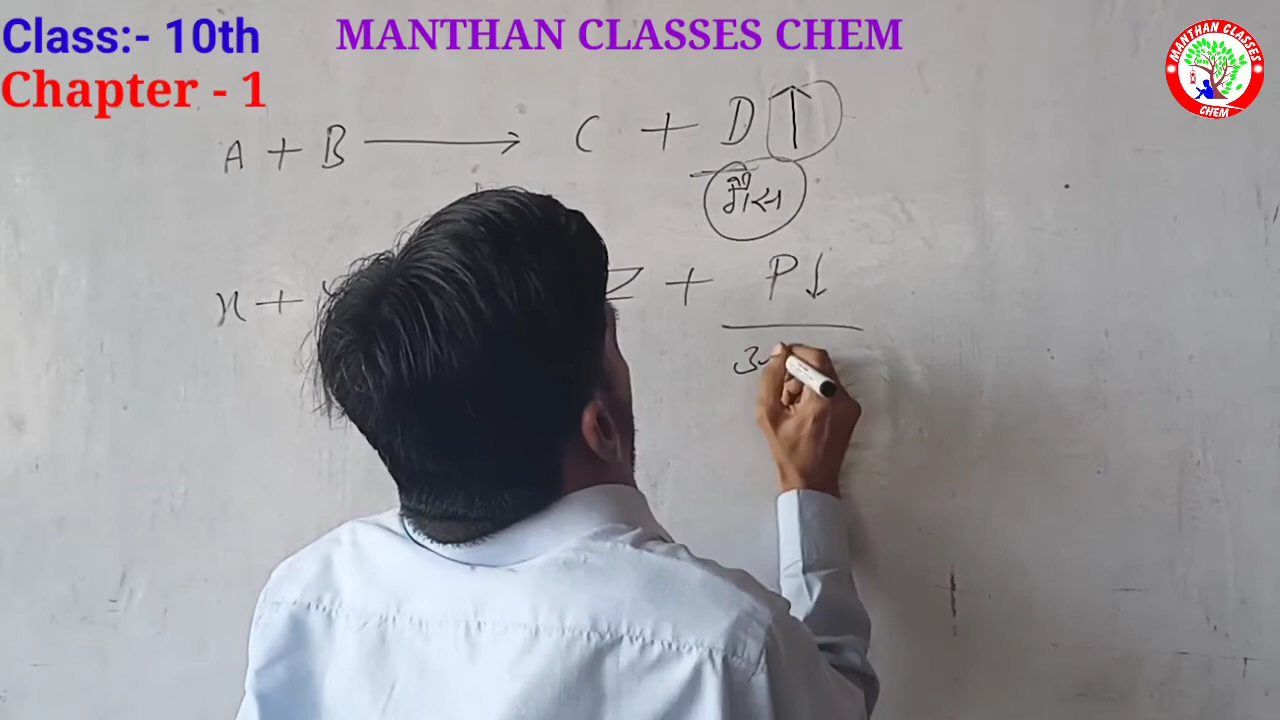 Class:- 10th
MANTHAN CLASSES CHEM
Chapter - 1
MANTHAN CLASSES
CHEM
A + B ⟶ C + D ↑
गैस
x + Z + P↓